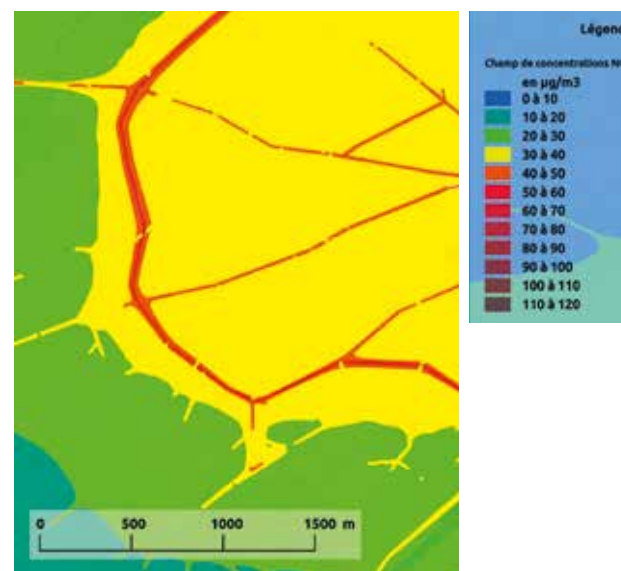 0 500 1000 1500 m
Champ de concentrations
en µg/m3
0 à 10
10 à 20
20 à 30
30 à 40
40 à 50
50 à 60
60 à 70
70 à 80
80 à 90
90 à 100
100 à 110
110 à 120